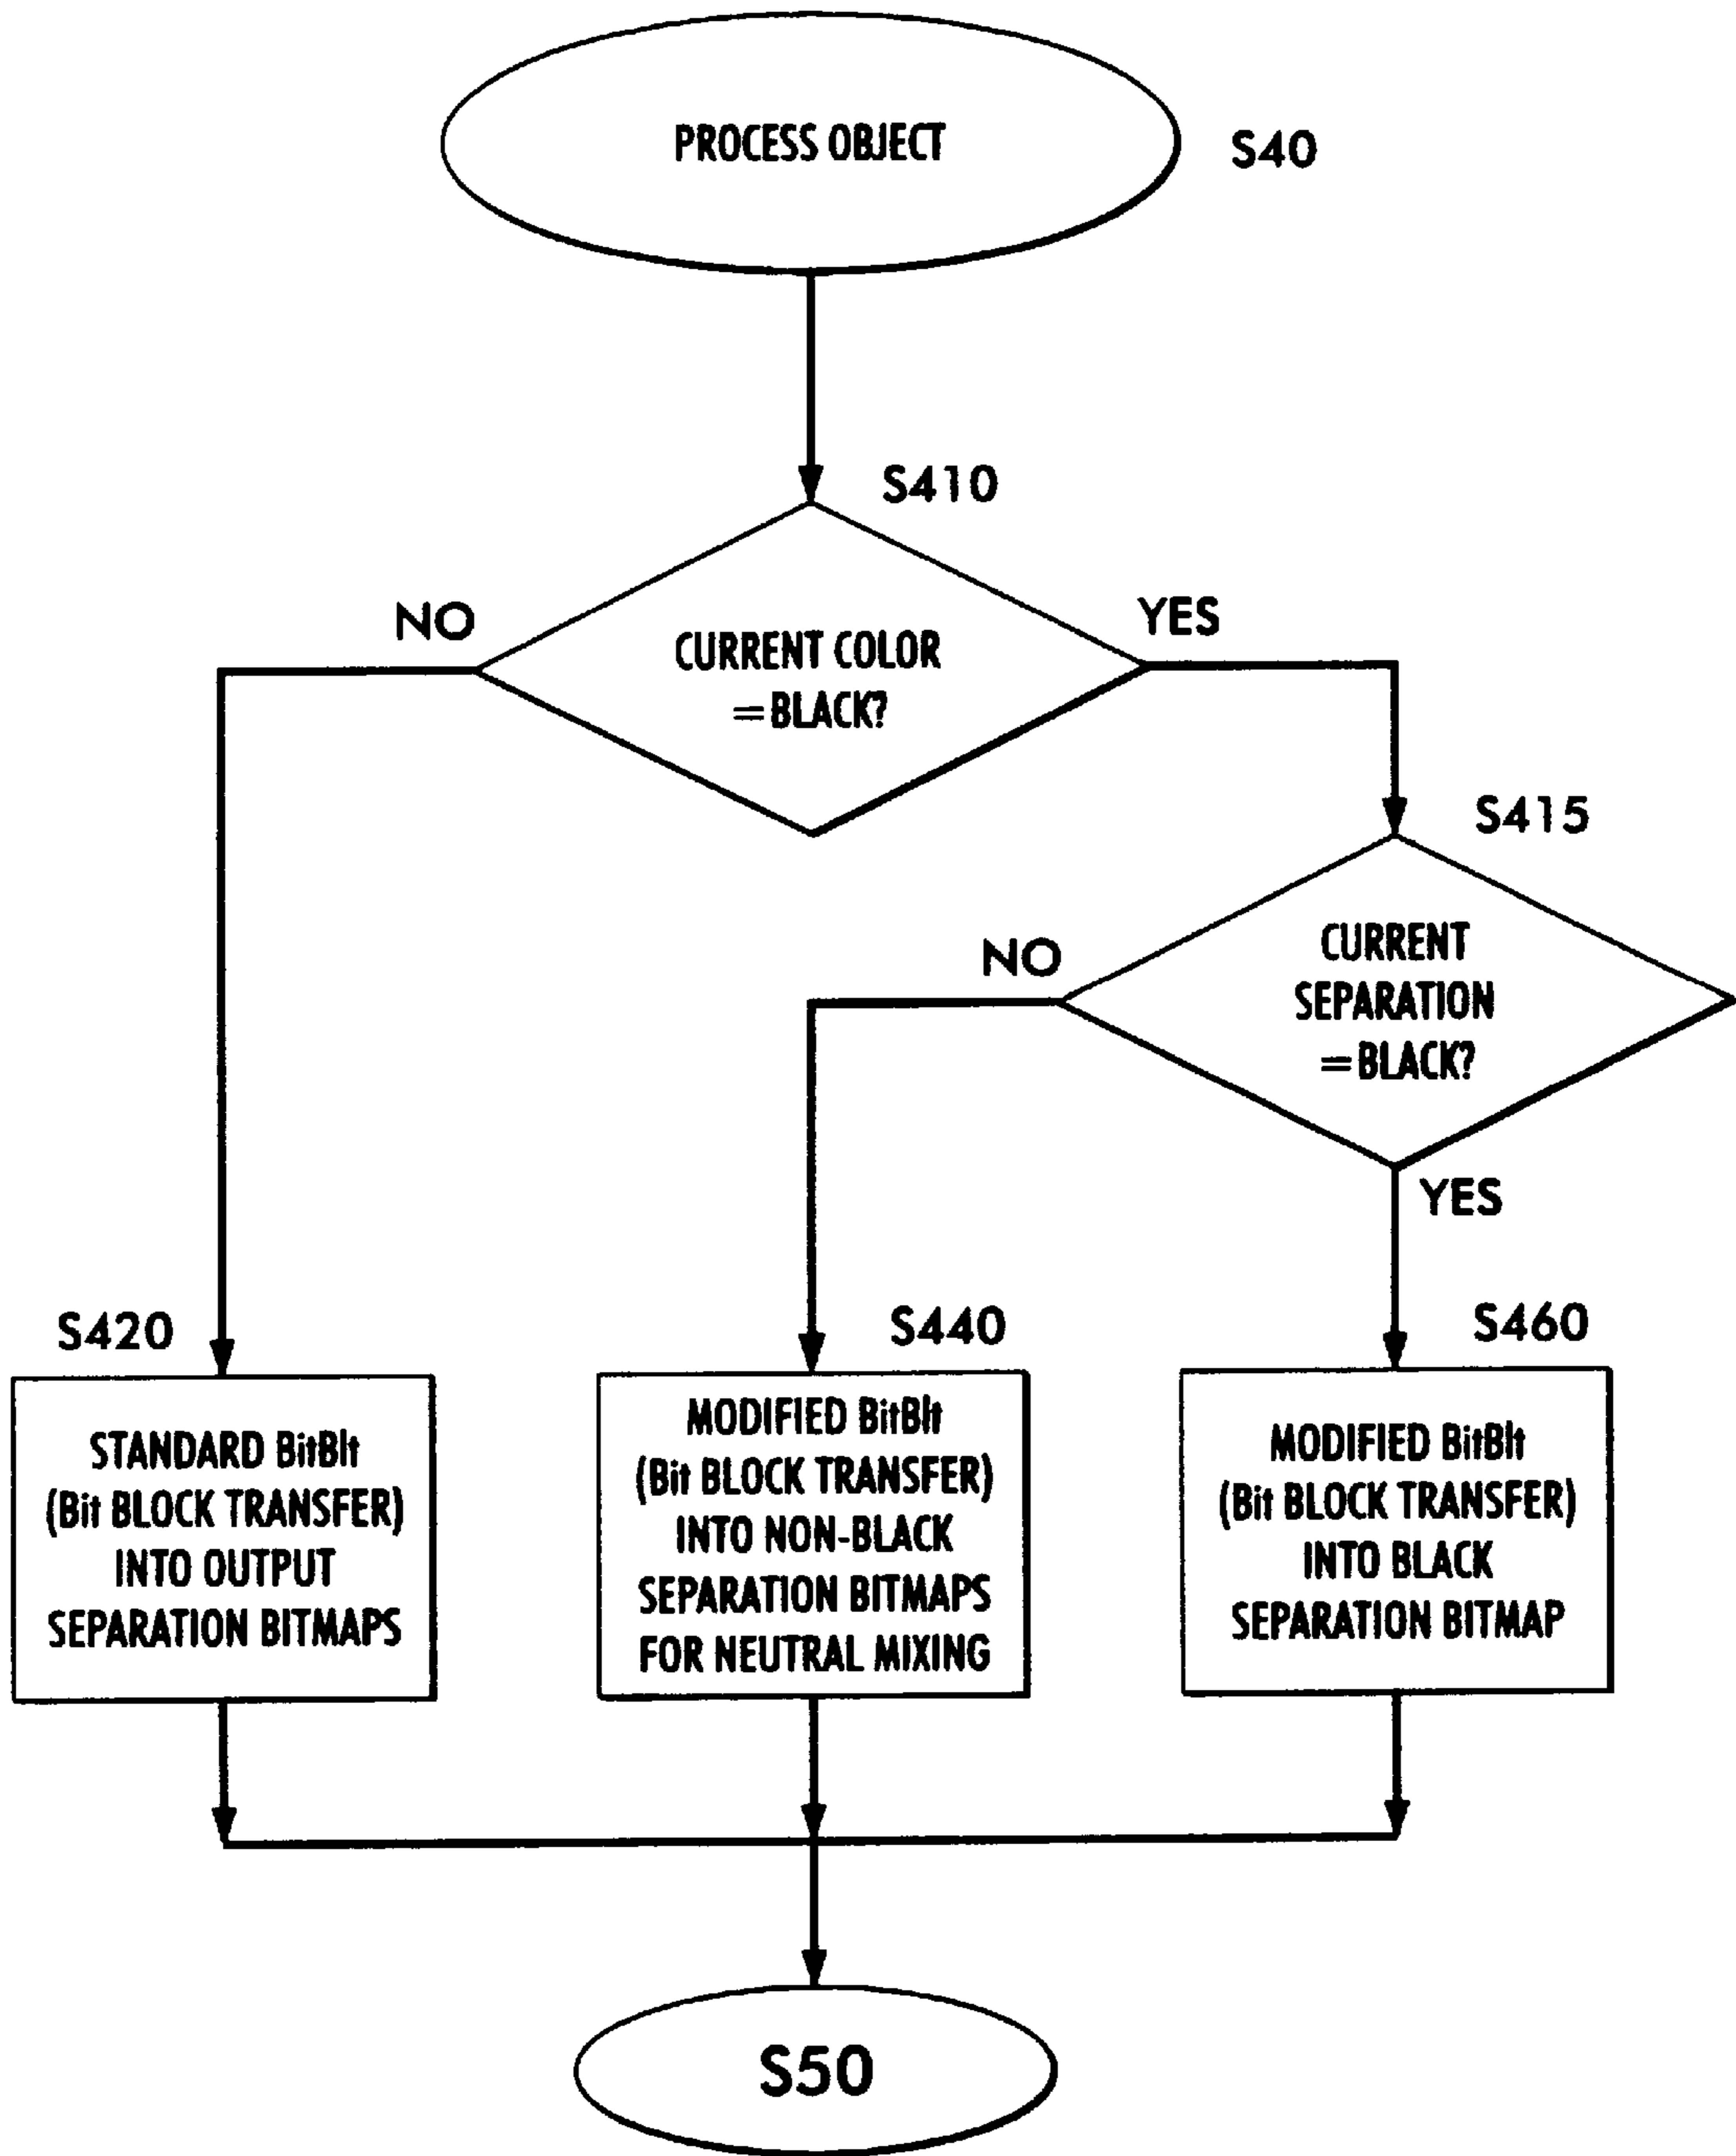 PROCESS OBJECT
S40
S410
NO
YES
CURRENT COLOR
=BLACK?
S415
NO
CURRENT
SEPARATION
=BLACK?
YES
S420
STANDARD BitBlt
(Bit BLOCK TRANSFER)
INTO OUTPUT
SEPARATION BITMAPS
S440
MODIFIED BitBlt
(Bit BLOCK TRANSFER)
INTO NON-BLACK
SEPARATION BITMAPS
FOR NEUTRAL MIXING
S460
MODIFIED BitBlt
(Bit BLOCK TRANSFER)
INTO BLACK
SEPARATION BITMAP
S50